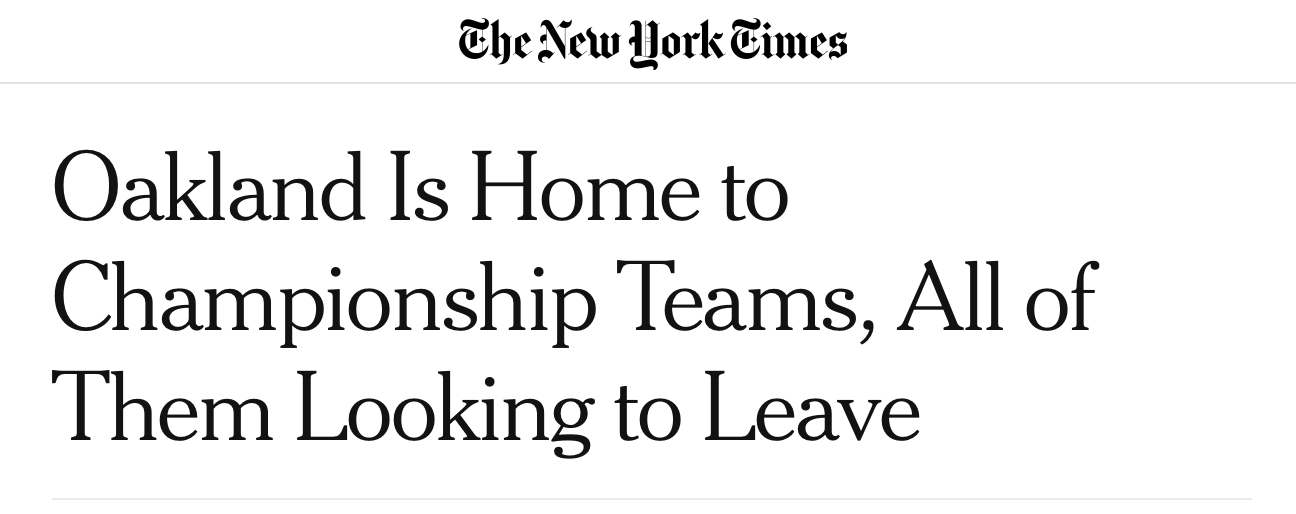 The New York Times
Oakland Is Home to
Championship Teams, All of
Them Looking to Leave